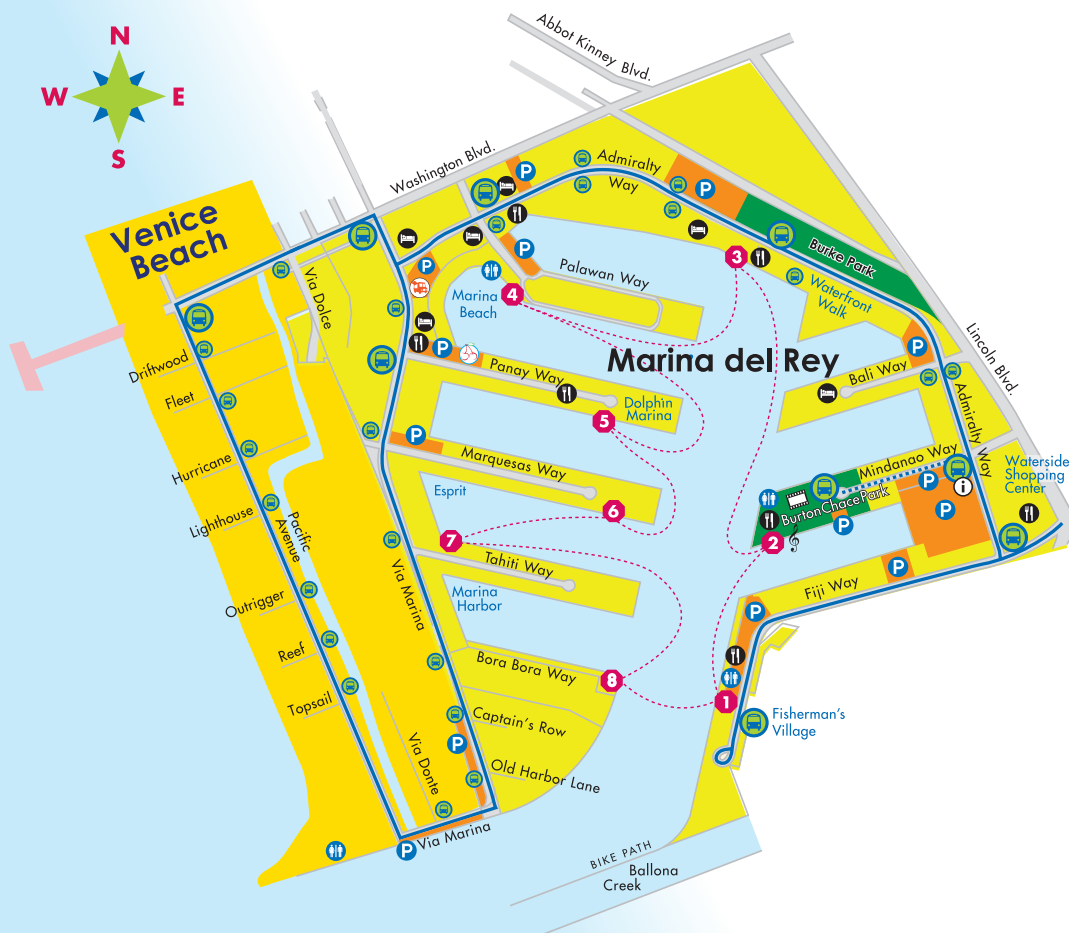 N
W
E
S
Abbot Kinney Blvd.
Washington Blvd.
Admiralty
Way
P
P
Venice
Beach
Burke Park
3
Palawan Way
P
P
Marina
Beach
4
Waterfront
Walk
Via Dolce
Lincoln Blvd.
P
Marina del Rey
Driftwood
P
Panay Way
Bali Way
Fleet
Dolphin
Marina
5
Admiralty Way
P
Marquesas Way
Hurricane
Mindanao Way
Waterside
Shopping
Center
Esprit
P
i
6
Burton Chace Park
P
P
Lighthouse
Pacific
Avenue
7
2
Tahiti Way
P
Fiji Way
Via Marina
Marina
Harbor
Outrigger
P
Reef
Bora Bora Way
8
1
Topsail
Captain's Row
Fisherman's
Village
P
Via Donte
Old Harbor Lane
Via Marina
P
BIKE PATH
Ballona
Creek